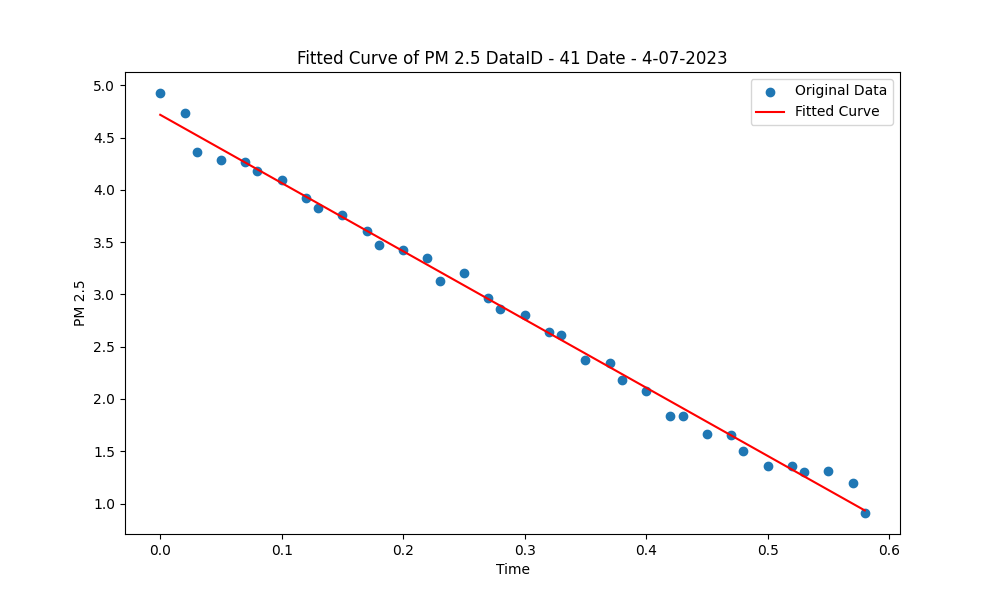 Fitted Curve of PM 2.5 DataID - 41 Date - 4-07-2023
Original Data
Fitted Curve
5.0
4.5
4.0
3.5
3.0
2.5
2.0
1.5
1.0
PM 2.5
0.0 0.1 0.2 0.3 0.4 0.5 0.6
Time